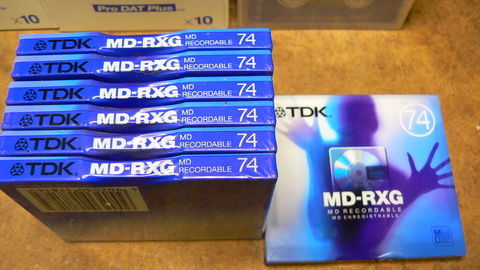 Pro DAT Plus™
x10
x10
TDK MD-RXG MD RECORDABLE 74
TDK MD-RXG MD RECORDABLE 74
TDK MD-RXG MD RECORDABLE 74
TDK MD-RXG MD RECORDABLE 74
TDK MD-RXG MD RECORDABLE 74
TDK MD-RXG MD RECORDABLE 74
TDK
74
MD-RXG
MD RECORDABLE
MD ENREGISTRABLE